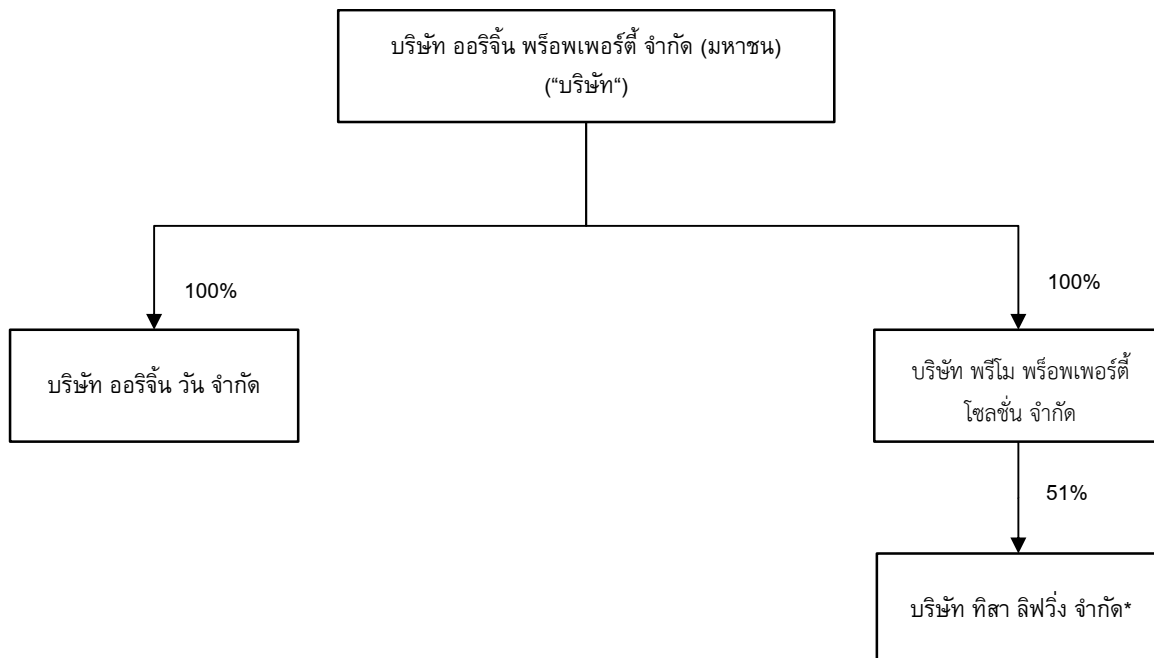 บริษัท ออริจิ้น พร็อพเพอร์ตี้ จำกัด (มหาชน)
(“บริษัท“)
100%
100%
บริษัท ออริจิ้น วัน จำกัด
บริษัท พรีโม พร็อพเพอร์ตี้
โซลชั่น จำกัด
51%
บริษัท ทิสา ลิฟวิ่ง จำกัด*